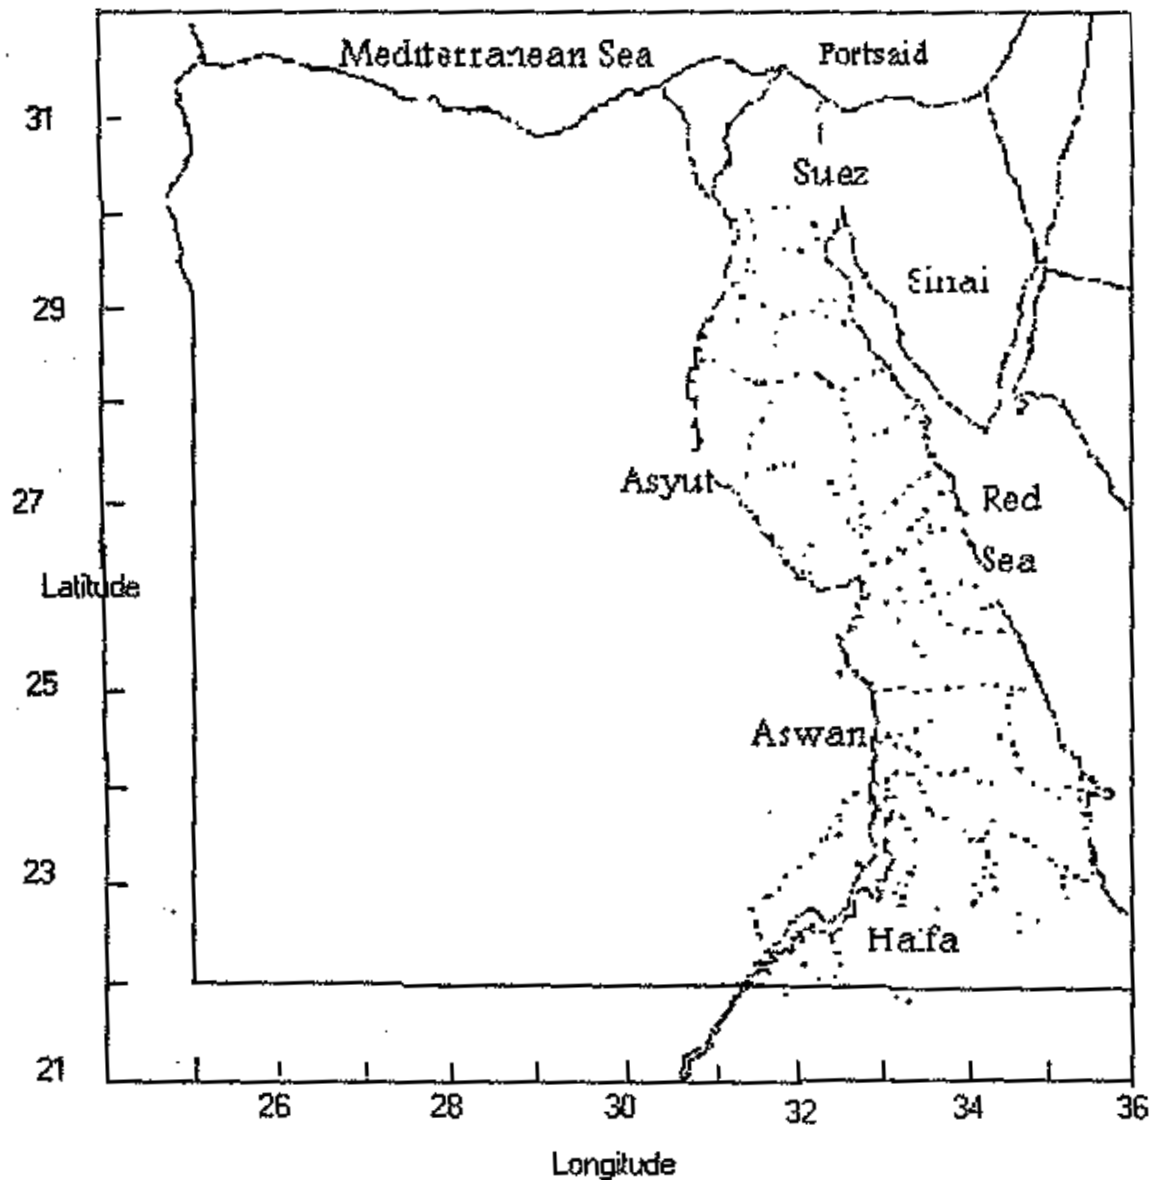 Mediterranean Sea
Portsaid
31
Suez
Sinai
29
Asyut
27
Red
Sea
Latitude
25
Aswan
23
Halfa
21
26 28 30 32 34 36
Longitude